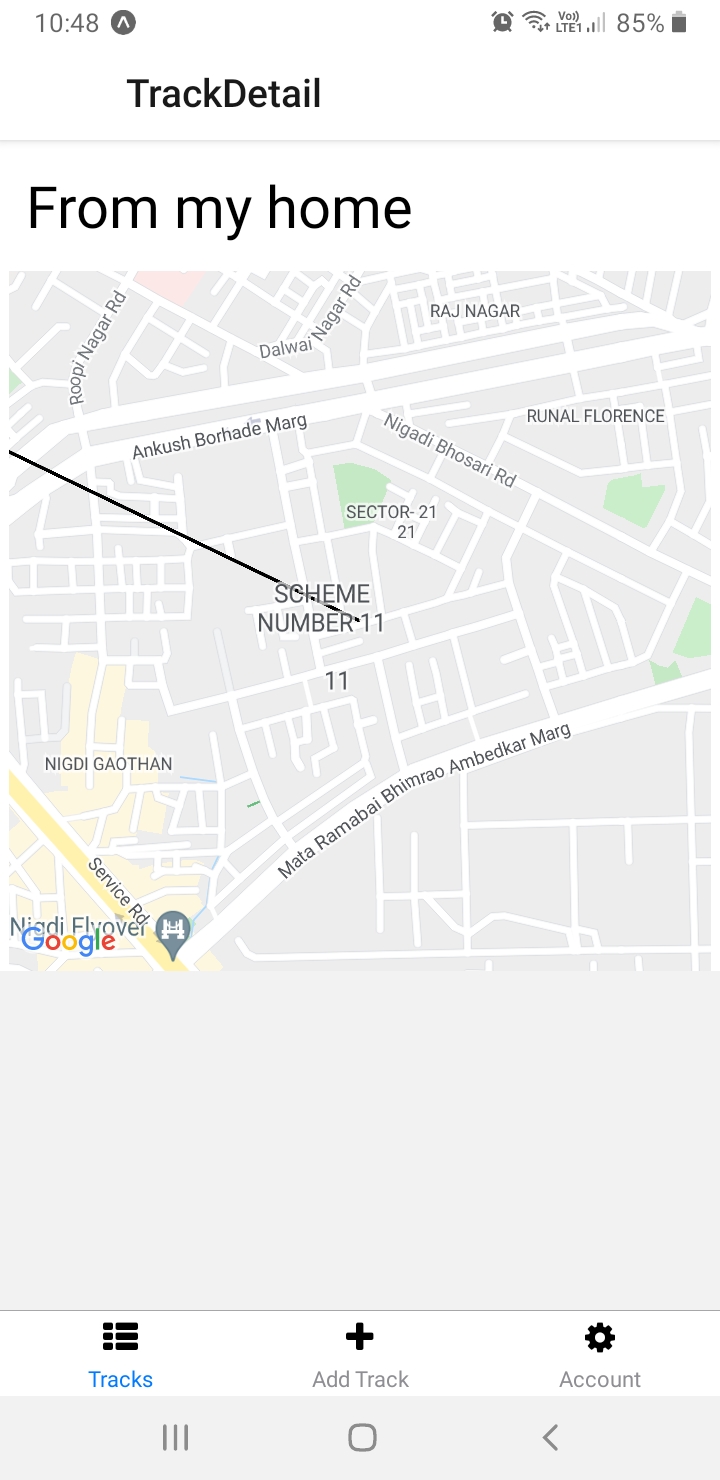 10:48
Vo))
LTE1
85%
TrackDetail
From my home
Roopi Nagar Rd
Dalwai Nagar Rd
RAJ NAGAR
Ankush Borhade Marg
Nigadi Bhosari Rd
RUNAL FLORENCE
SECTOR- 21
21
SCHEME
NUMBER 11
11
NIGDI GAOTHAN
Mata Ramabai Bhimrao Ambedkar Marg
Service Rd
Nigdi Flyover
Google
Tracks
Add Track
Account